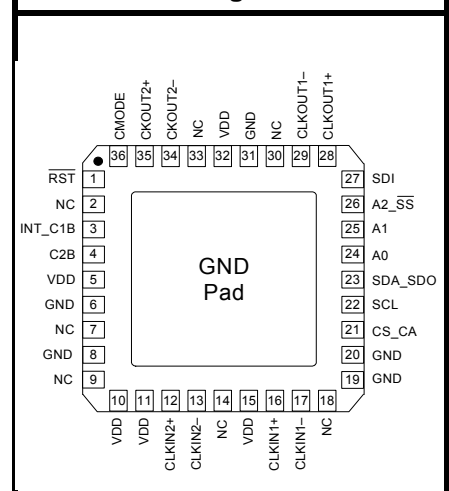 CMODE
CKOUT2+
CKOUT2–
NC
VDD
GND
NC
CLKOUT1–
CLKOUT1+
36 35 34 33 32 31 30 29 28
RST 1
NC 2
INT_C1B 3
C2B 4
VDD 5
GND 6
NC 7
GND 8
NC 9
GND
Pad
27 SDI
26 A2_SS
25 A1
24 A0
23 SDA_SDO
22 SCL
21 CS_CA
20 GND
19 GND
10 11 12 13 14 15 16 17 18
VDD
VDD
CLKIN2+
CLKIN2–
NC
VDD
CLKIN1+
CLKIN1–
NC